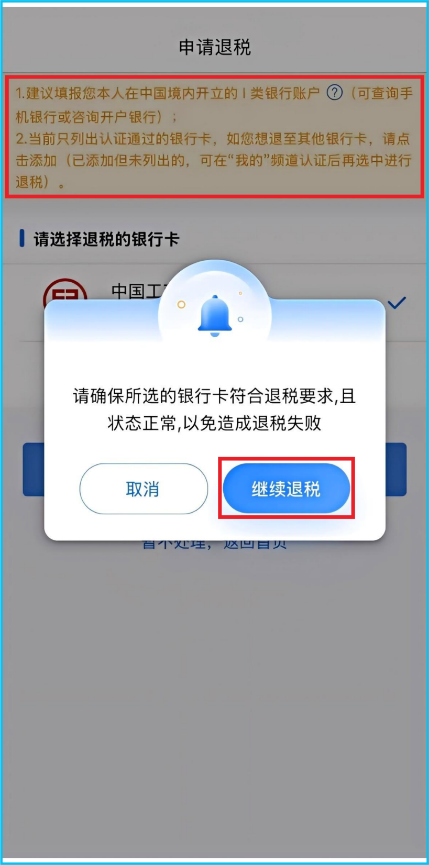 申请退税
1.建议填报您本人在中国境内开立的 I 类银行账户 ? (可查询手
机银行或咨询开户银行)；
2.当前只列出认证通过的银行卡，如您想退至其他银行卡，请点
击添加（已添加但未列出的，可在"我的"频道认证后再选中进行
退税）。
请选择退税的银行卡
中国工
请确保所选的银行卡符合退税要求,且
状态正常,以免造成退税失败
取消
继续退税
暂不处理，返回首页